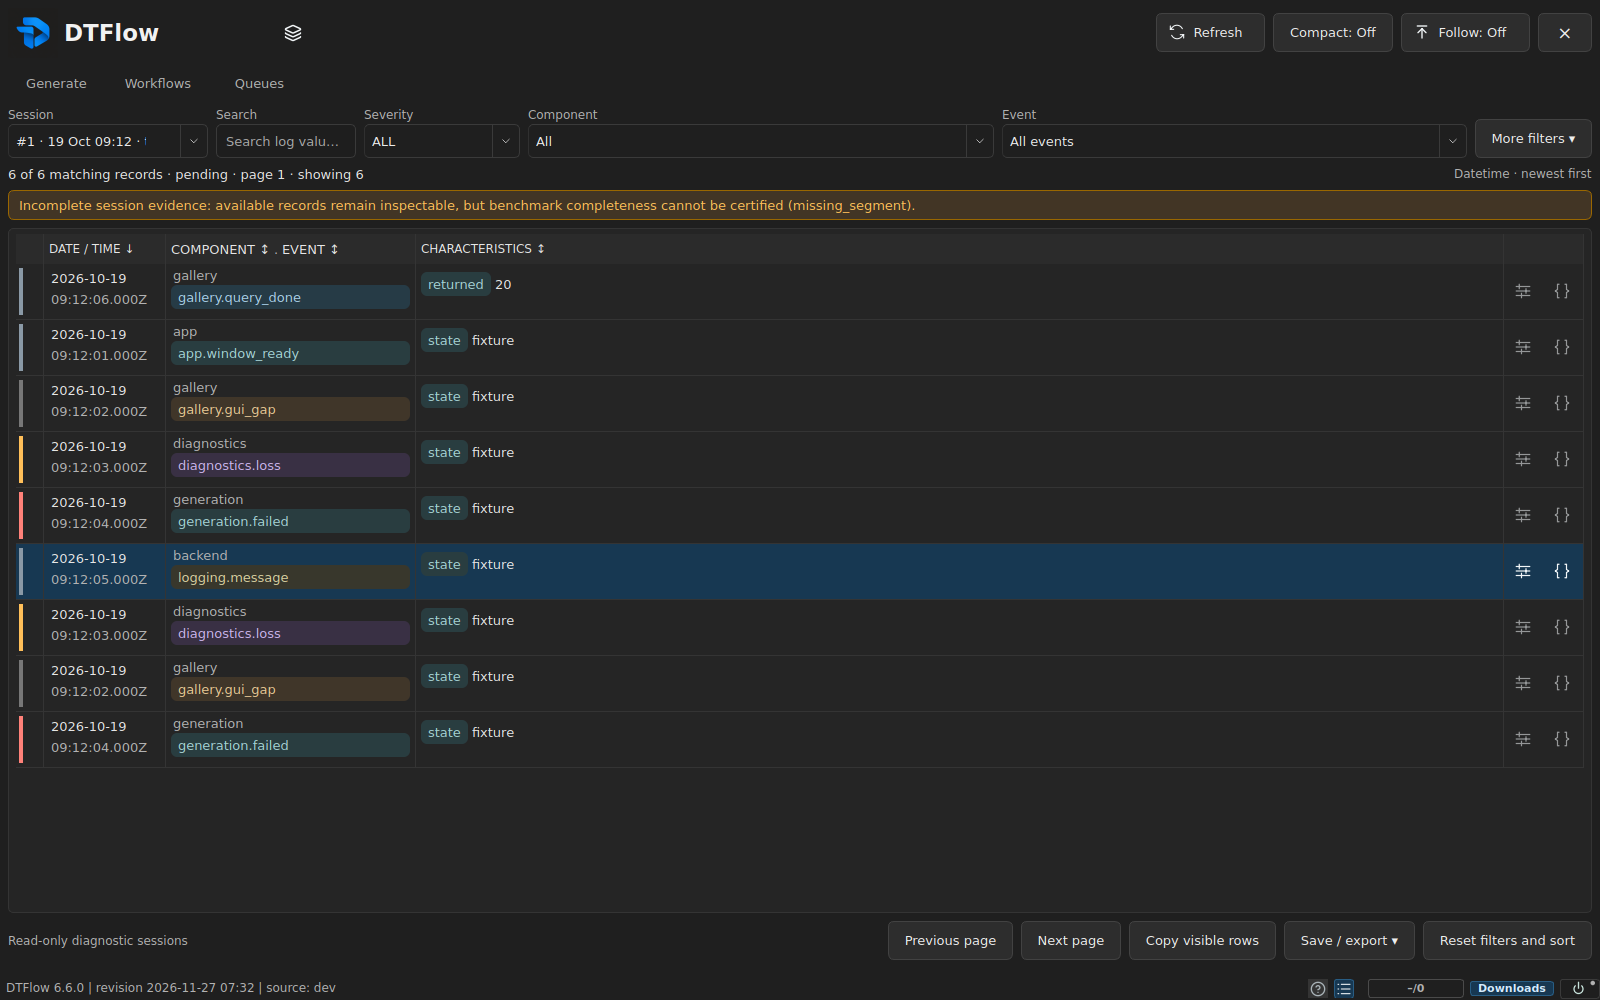 DTFlow
Refresh
Compact: Off
Follow: Off
Generate
Workflows
Queues
Session
Search
Severity
Component
Event
#1 · 19 Oct 09:12 ·
Search log valu...
ALL
All
All events
More filters ▾
6 of 6 matching records · pending · page 1 · showing 6
Datetime · newest first
Incomplete session evidence: available records remain inspectable, but benchmark completeness cannot be certified (missing_segment).
DATE / TIME ↓
COMPONENT ↕ . EVENT ↕
CHARACTERISTICS ↕
2026-10-19
09:12:06.000Z
gallery
gallery.query_done
returned 20
{}
2026-10-19
09:12:01.000Z
app
app.window_ready
state fixture
{}
2026-10-19
09:12:02.000Z
gallery
gallery.gui_gap
state fixture
{}
2026-10-19
09:12:03.000Z
diagnostics
diagnostics.loss
state fixture
{}
2026-10-19
09:12:04.000Z
generation
generation.failed
state fixture
{}
2026-10-19
09:12:05.000Z
backend
logging.message
state fixture
{}
2026-10-19
09:12:03.000Z
diagnostics
diagnostics.loss
state fixture
{}
2026-10-19
09:12:02.000Z
gallery
gallery.gui_gap
state fixture
{}
2026-10-19
09:12:04.000Z
generation
generation.failed
state fixture
{}
Read-only diagnostic sessions
Previous page
Next page
Copy visible rows
Save / export ▾
Reset filters and sort
DTFlow 6.6.0 | revision 2026-11-27 07:32 | source: dev
-/0
Downloads